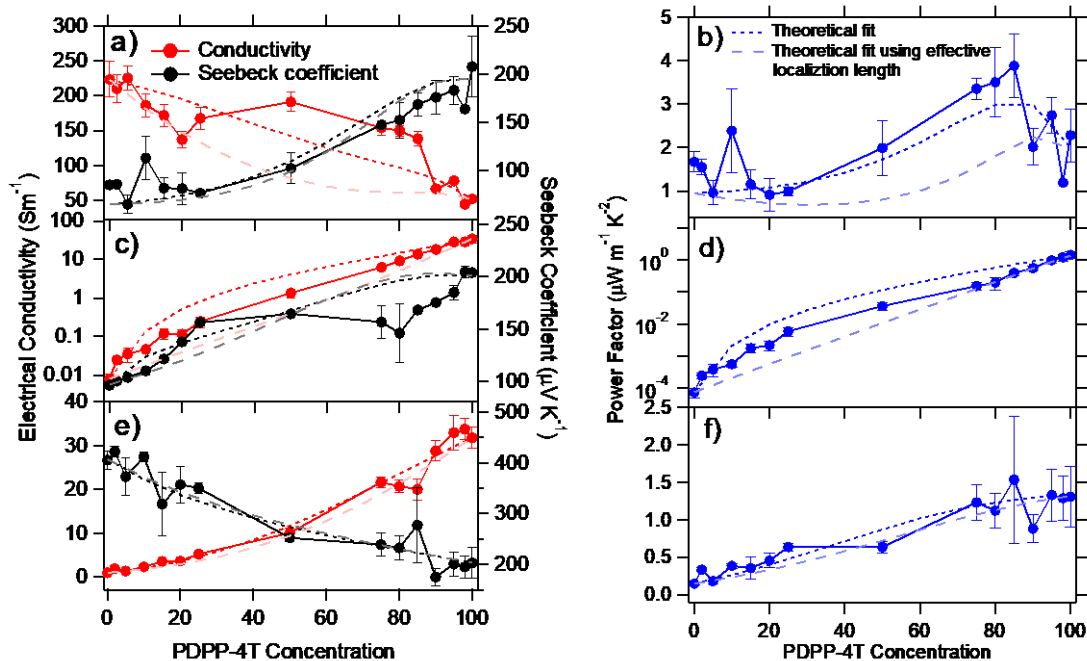 a)
Conductivity
Seebeck coefficient
300
250
200
150
100
50
250
200
150
100
50
b)
Theoretical fit
Theoretical fit using effective
localiztion length
5
4
3
2
1
c)
100
10
1
0.1
0.01
250
200
150
100
d)
10^0
10^-2
10^-4
e)
40
30
20
10
0
500
400
300
200
f)
2.5
2.0
1.5
1.0
0.5
0.0
Electrical Conductivity (Sm^-1)
Seebeck Coefficient (μV K^-1)
Power Factor (μW m^-1 K^-2)
0 20 40 60 80 100
PDPP-4T Concentration
0 20 40 60 80 100
PDPP-4T Concentration